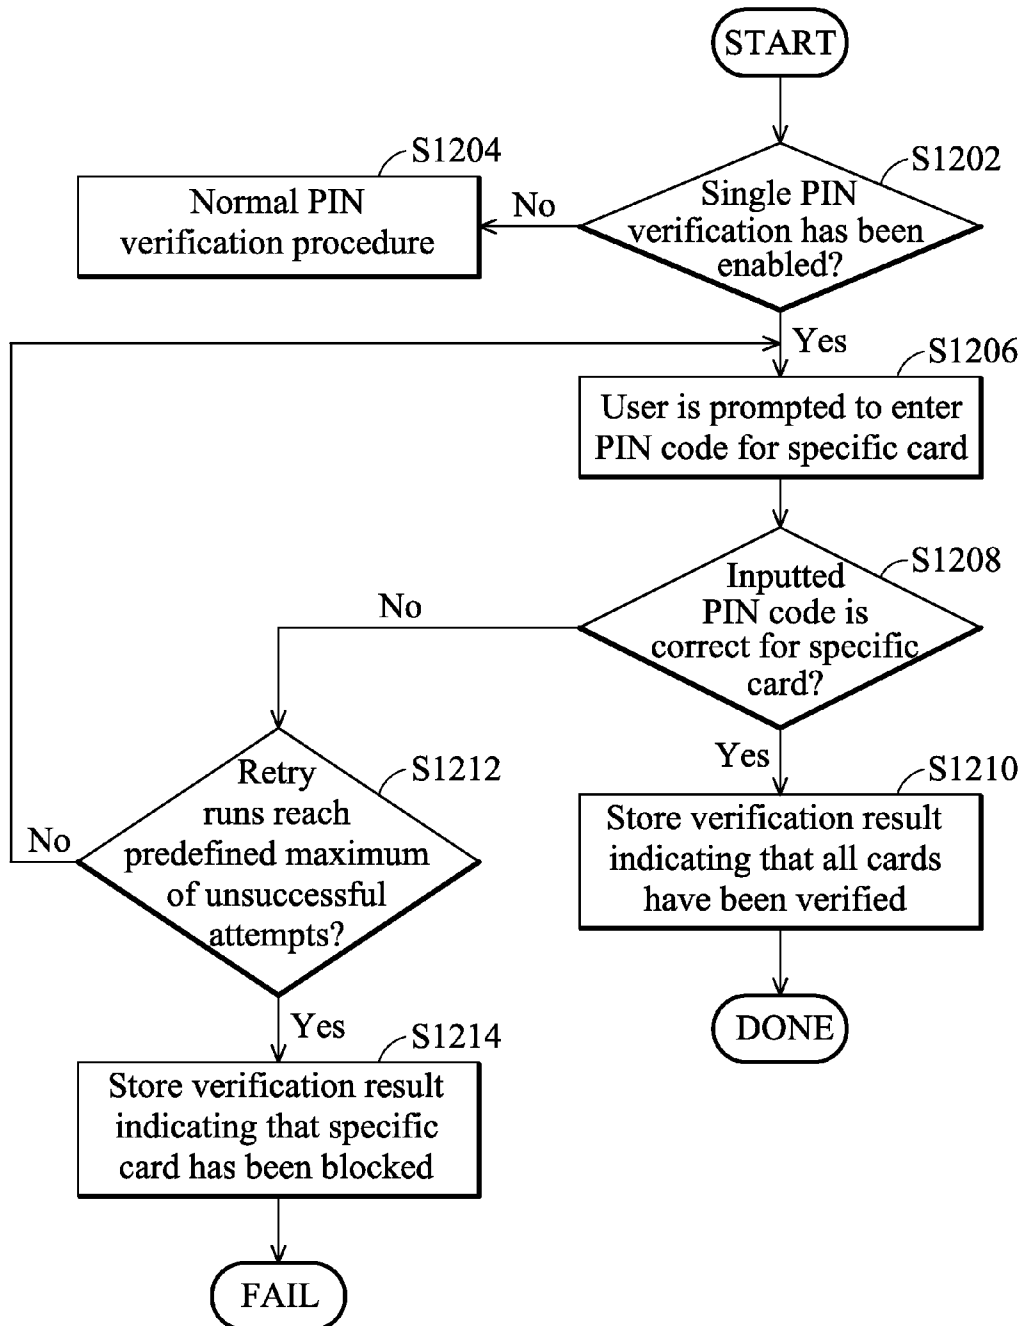 START
S1202
Single PIN
verification has been
enabled?
No
S1204
Normal PIN
verification procedure
Yes
S1206
User is prompted to enter
PIN code for specific card
S1208
Inputted
PIN code is
correct for specific
card?
No
Yes
S1210
Store verification result
indicating that all cards
have been verified
DONE
S1212
Retry
runs reach
predefined maximum
of unsuccessful
attempts?
No
Yes
S1214
Store verification result
indicating that specific
card has been blocked
FAIL